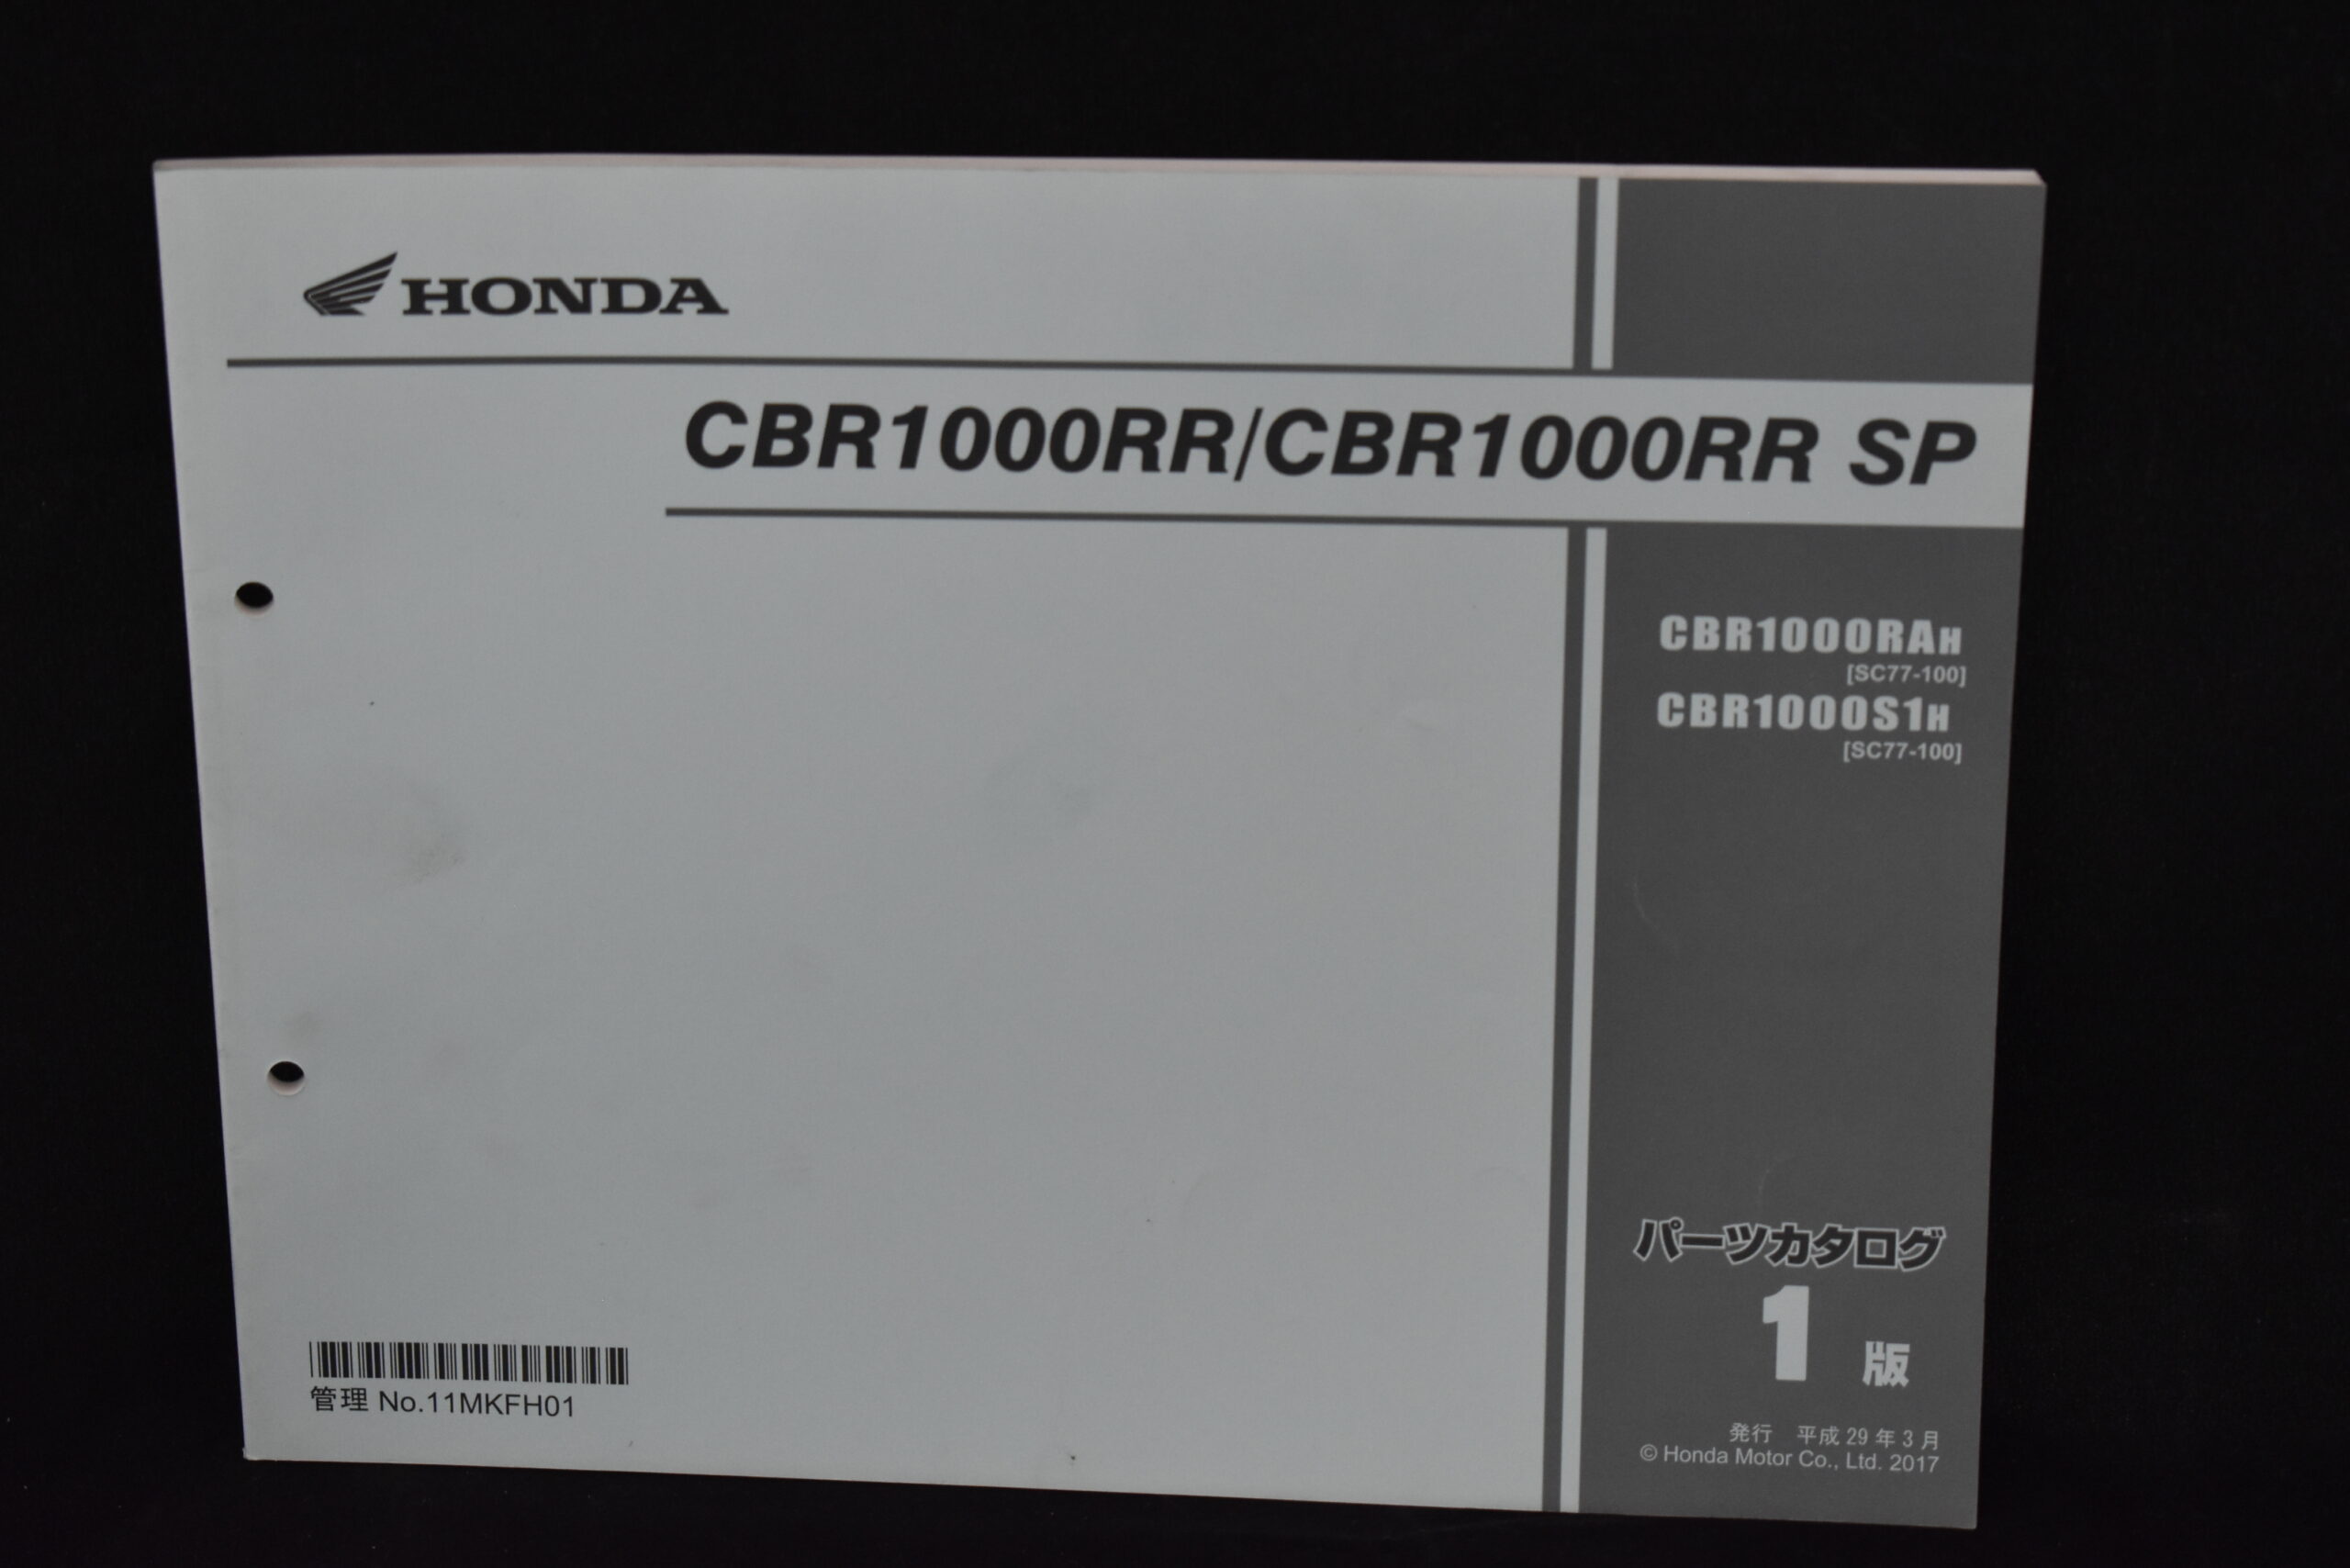 HONDA
CBR1000RR/CBR1000RR SP
CBR1000RAH
[SC77-100]
CBR1000S1H
[SC77-100]
パーツカタログ
1 版
発行 平成 29 年 3 月
© Honda Motor Co., Ltd. 2017
管理 No.11MKFH01